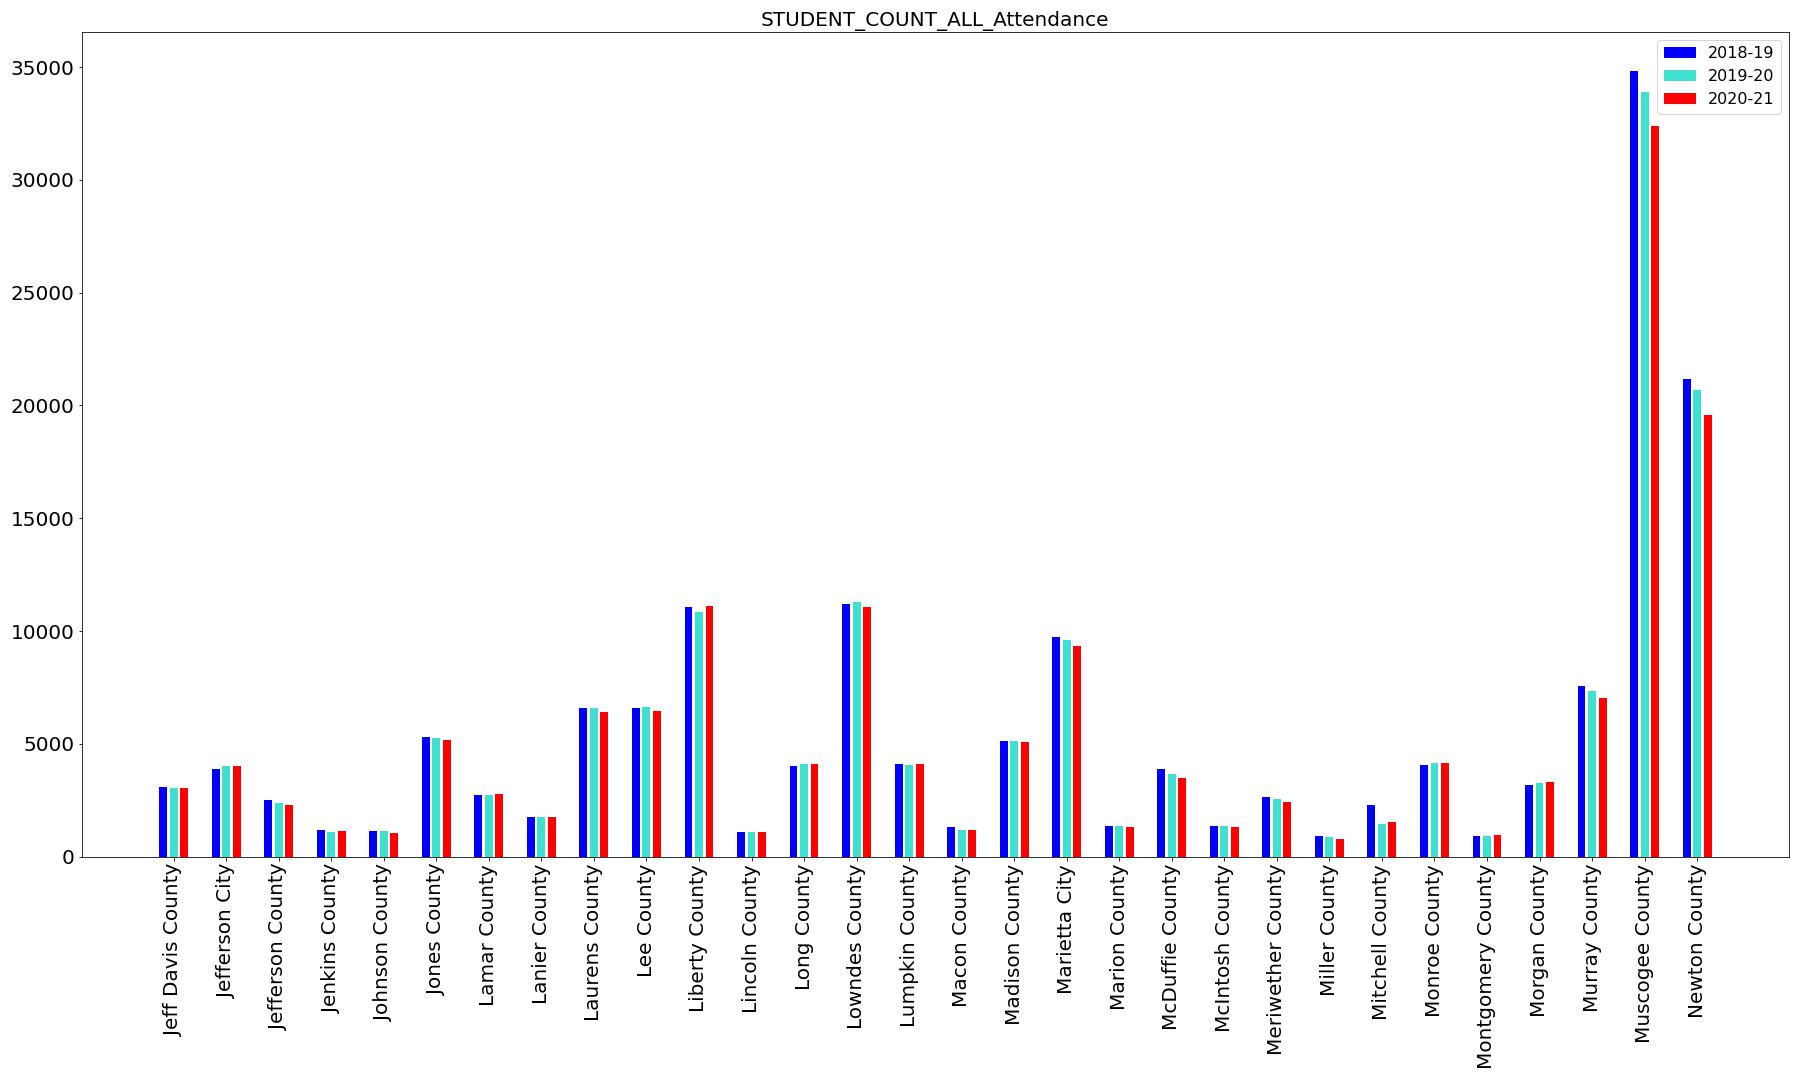 STUDENT_COUNT_ALL_Attendance
2018-19
2019-20
2020-21
35000
30000
25000
20000
15000
10000
5000
0
Jeff Davis County
Jefferson City
Jefferson County
Jenkins County
Johnson County
Jones County
Lamar County
Lanier County
Laurens County
Lee County
Liberty County
Lincoln County
Long County
Lowndes County
Lumpkin County
Macon County
Madison County
Marietta City
Marion County
McDuffie County
McIntosh County
Meriwether County
Miller County
Mitchell County
Monroe County
Montgomery County
Morgan County
Murray County
Muscogee County
Newton County